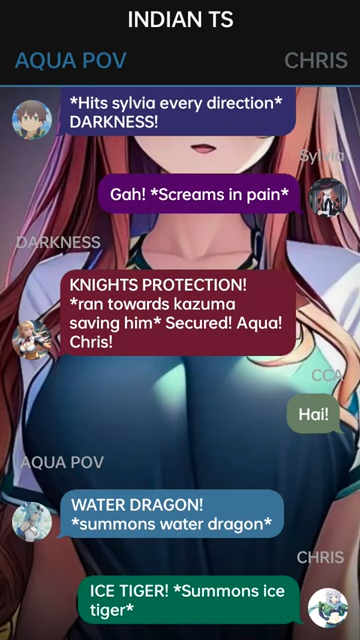 INDIAN TS
AQUA POV
CHRIS
*Hits sylvia every direction*
DARKNESS!
Sylvia
Gah! *Screams in pain*
DARKNESS
KNIGHTS PROTECTION!
*ran towards kazuma
saving him* Secured! Aqua!
Chris!
CCA
Hai!
AQUA POV
WATER DRAGON!
*summons water dragon*
CHRIS
ICE TIGER! *Summons ice
tiger*